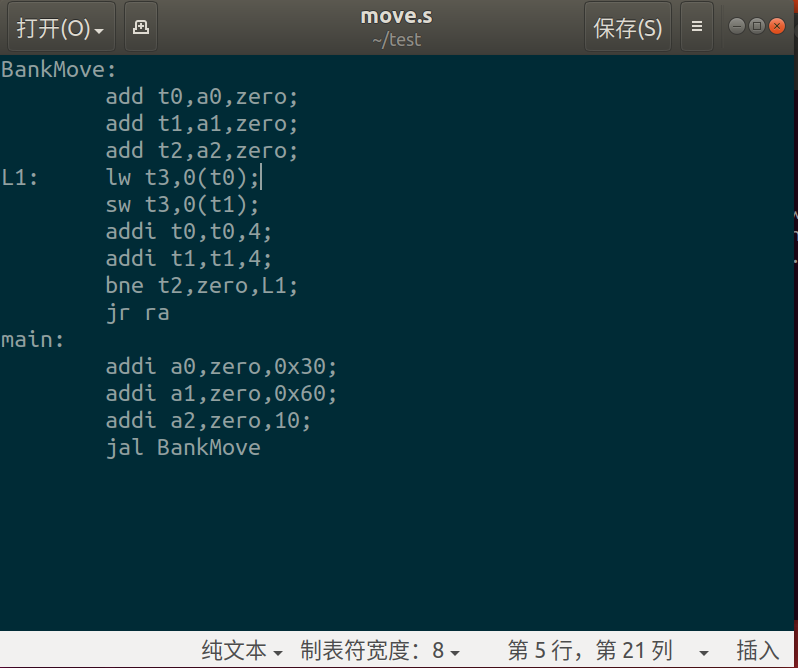 打开(O)
move.s
~/test
保存(S)
BankMove:
add t0,a0,zero;
add t1,a1,zero;
add t2,a2,zero;
L1: lw t3,0(t0);
sw t3,0(t1);
addi t0,t0,4;
addi t1,t1,4;
bne t2,zero,L1;
jr ra
main:
addi a0,zero,0x30;
addi a1,zero,0x60;
addi a2,zero,10;
jal BankMove
纯文本 制表符宽度：8 第 5 行，第 21 列 插入